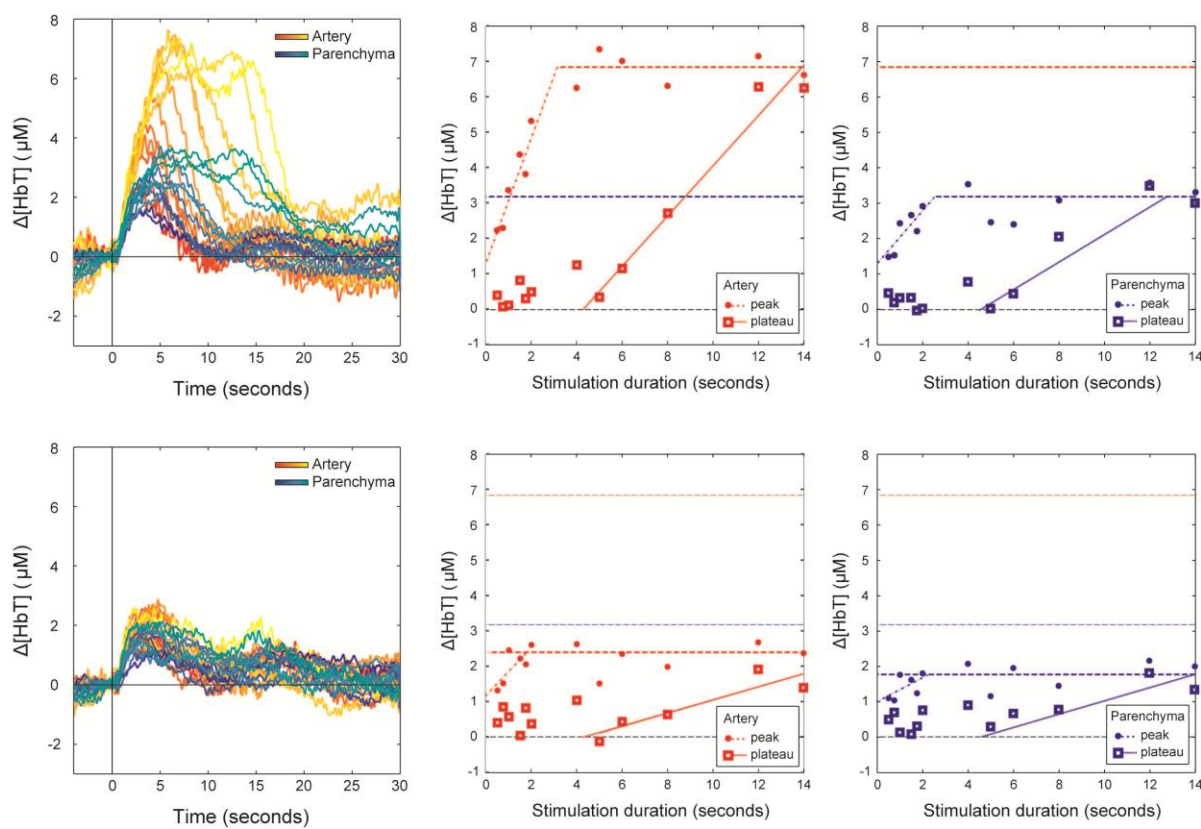 8
6
4
2
0
-2
Δ[HbT] ( μM)
0 5 10 15 20 25 30
Time (seconds)
Artery
Parenchyma
8
7
6
5
4
3
2
1
0
-1
Δ[HbT] (μM)
0 2 4 6 8 10 12 14
Stimulation duration (seconds)
Artery
peak
plateau
8
7
6
5
4
3
2
1
0
-1
Δ[HbT] (μM)
0 2 4 6 8 10 12 14
Stimulation duration (seconds)
Parenchyma
peak
plateau
8
6
4
2
0
-2
Δ[HbT] ( μM)
0 5 10 15 20 25 30
Time (seconds)
Artery
Parenchyma
8
7
6
5
4
3
2
1
0
-1
Δ[HbT] (μM)
0 2 4 6 8 10 12 14
Stimulation duration (seconds)
Artery
peak
plateau
8
7
6
5
4
3
2
1
0
-1
Δ[HbT] (μM)
0 2 4 6 8 10 12 14
Stimulation duration (seconds)
Parenchyma
peak
plateau